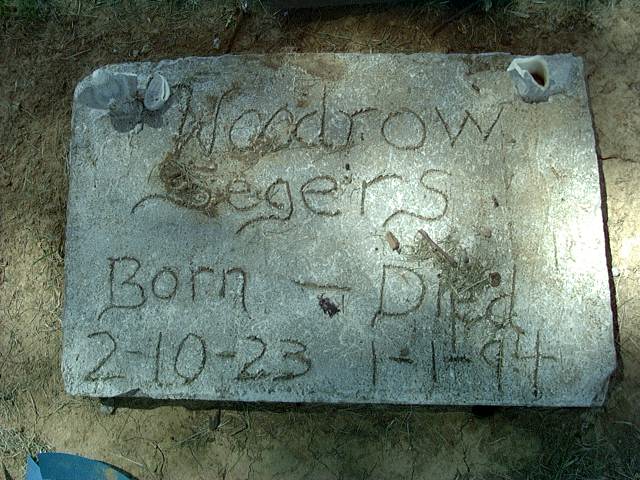 Woodrow
Segers
Born - Died
2-10-23 1-1-94